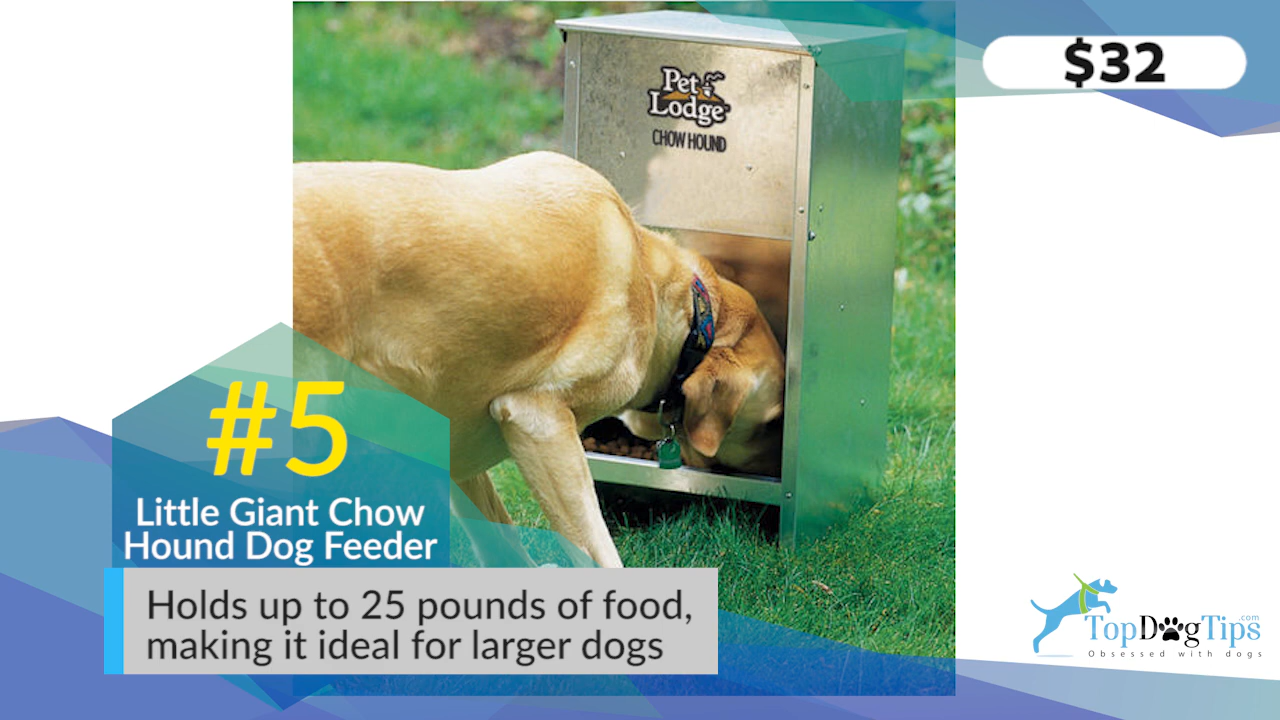 $32
Pet
Lodge
CHOW HOUND
#5
Little Giant Chow
Hound Dog Feeder
Holds up to 25 pounds of food,
making it ideal for larger dogs
TopDogTips.com
Obsessed with dogs